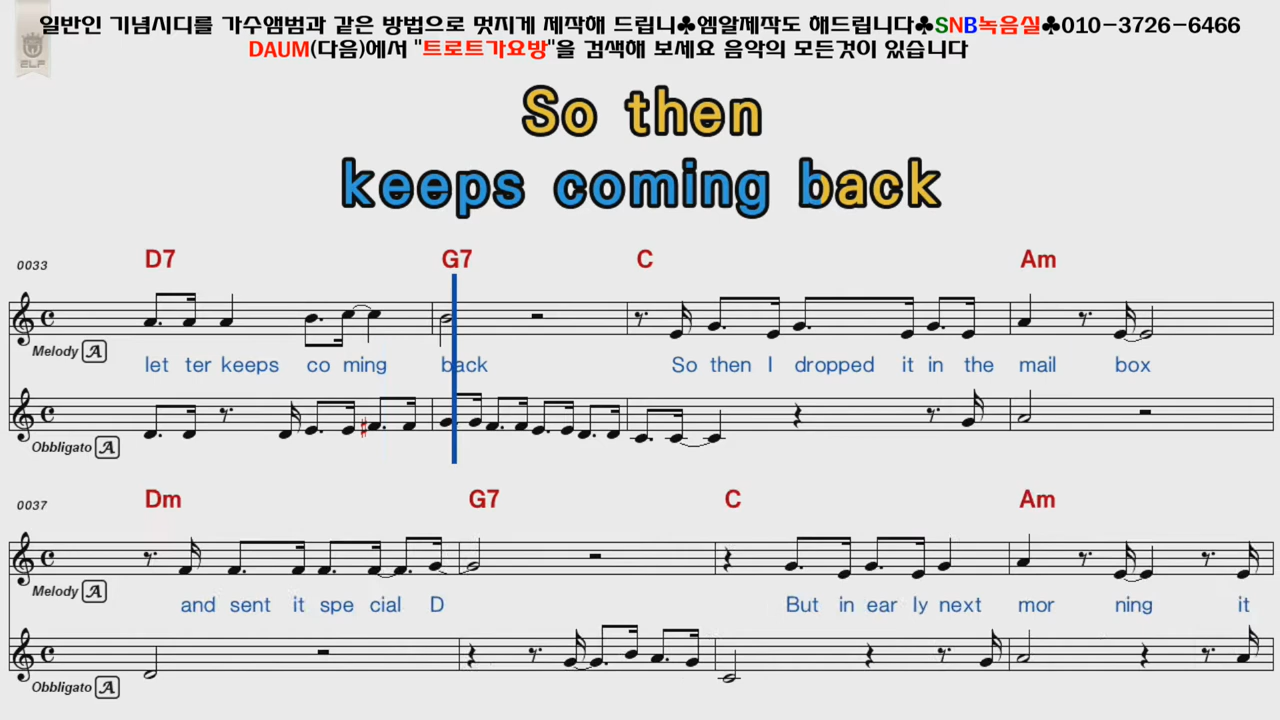 일반인 기념시디를 가수앰범과 같은 방법으로 멋지게 제작해 드립니♣엠알제작도 해드립니다♣SNB녹음실♣010-3726-6466
DAUM(다음)에서 "트로트가요방"을 검색해 보세요 음악의 모든것이 있습니다
ELF
So then
keeps coming back
0033 D7 G7 C Am
Melody A
let ter keeps co ming back So then I dropped it in the mail box
Obbligato A
0037 Dm G7 C Am
Melody A
and sent it spe cial D But in ear ly next mor ning it
Obbligato A